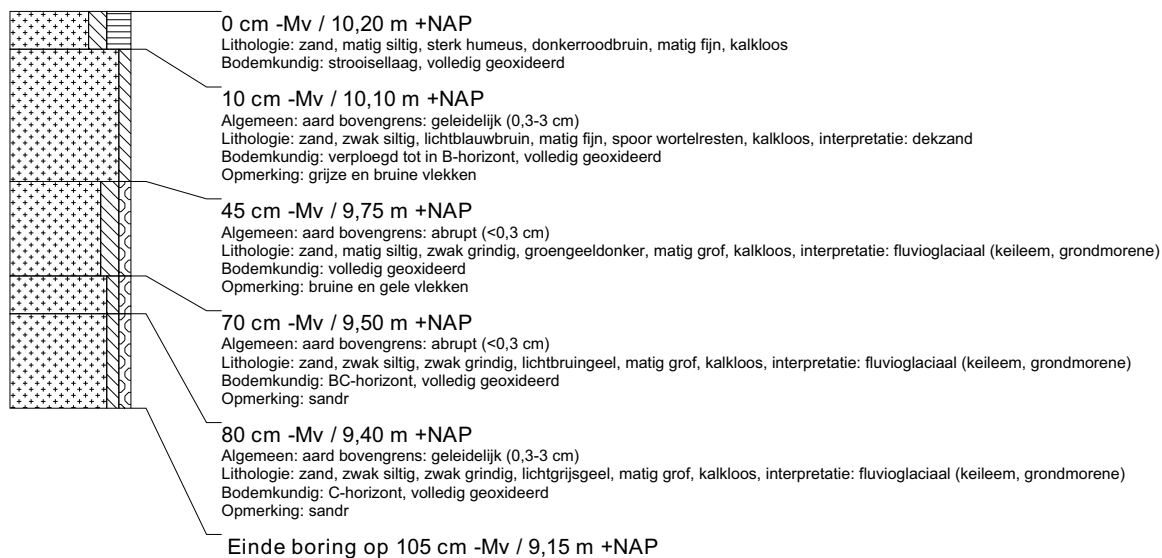 0 cm -Mv / 10,20 m +NAP
Lithologie: zand, matig siltig, sterk humeus, donkerroodbruin, matig fijn, kalkloos
Bodemkundig: strooisellaag, volledig geoxideerd
10 cm -Mv / 10,10 m +NAP
Algemeen: aard bovengrens: geleidelijk (0,3-3 cm)
Lithologie: zand, zwak siltig, lichtblauwbruin, matig fijn, spoor wortelresten, kalkloos, interpretatie: dekzand
Bodemkundig: verploegd tot in B-horizont, volledig geoxideerd
Opmerking: grijze en bruine vlekken
45 cm -Mv / 9,75 m +NAP
Algemeen: aard bovengrens: abrupt (<0,3 cm)
Lithologie: zand, matig siltig, zwak grindig, groengeeldonker, matig grof, kalkloos, interpretatie: fluvioglaciaal (keileem, grondmorene)
Bodemkundig: volledig geoxideerd
Opmerking: bruine en gele vlekken
70 cm -Mv / 9,50 m +NAP
Algemeen: aard bovengrens: abrupt (<0,3 cm)
Lithologie: zand, zwak siltig, zwak grindig, lichtbruingeel, matig grof, kalkloos, interpretatie: fluvioglaciaal (keileem, grondmorene)
Bodemkundig: BC-horizont, volledig geoxideerd
Opmerking: sandr
80 cm -Mv / 9,40 m +NAP
Algemeen: aard bovengrens: geleidelijk (0,3-3 cm)
Lithologie: zand, zwak siltig, zwak grindig, lichtgrijsgeel, matig grof, kalkloos, interpretatie: fluvioglaciaal (keileem, grondmorene)
Bodemkundig: C-horizont, volledig geoxideerd
Opmerking: sandr
Einde boring op 105 cm -Mv / 9,15 m +NAP